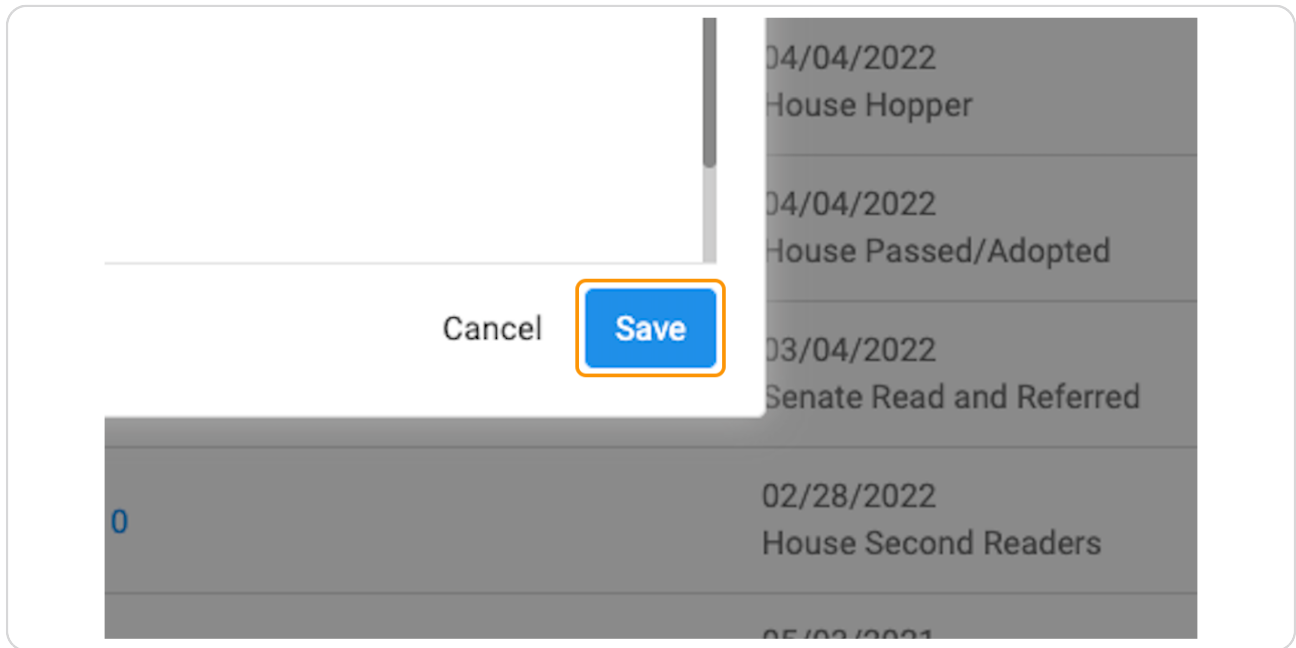 04/04/2022
House Hopper
04/04/2022
House Passed/Adopted
Cancel
Save
03/04/2022
Senate Read and Referred
0
02/28/2022
House Second Readers